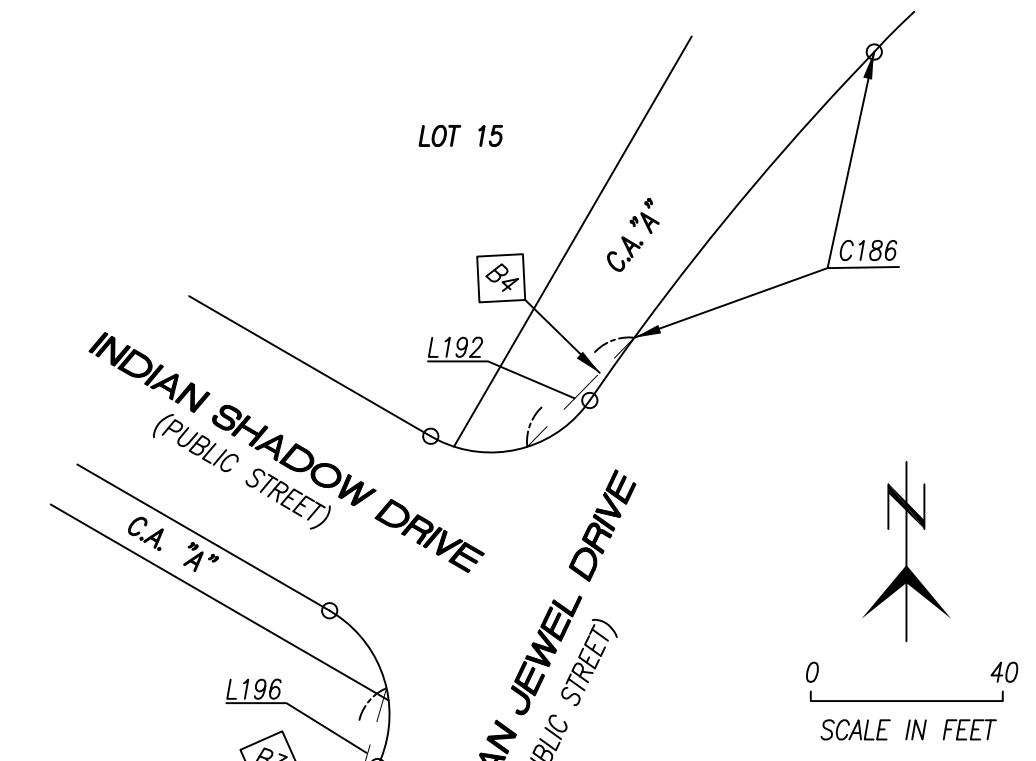 LOT 15
C.A."A"
C186
B4
L192
INDIAN SHADOW DRIVE
(PUBLIC STREET)
N
C.A. "A"
AN JEWEL DRIVE
STREET)
0 40
SCALE IN FEET
L196